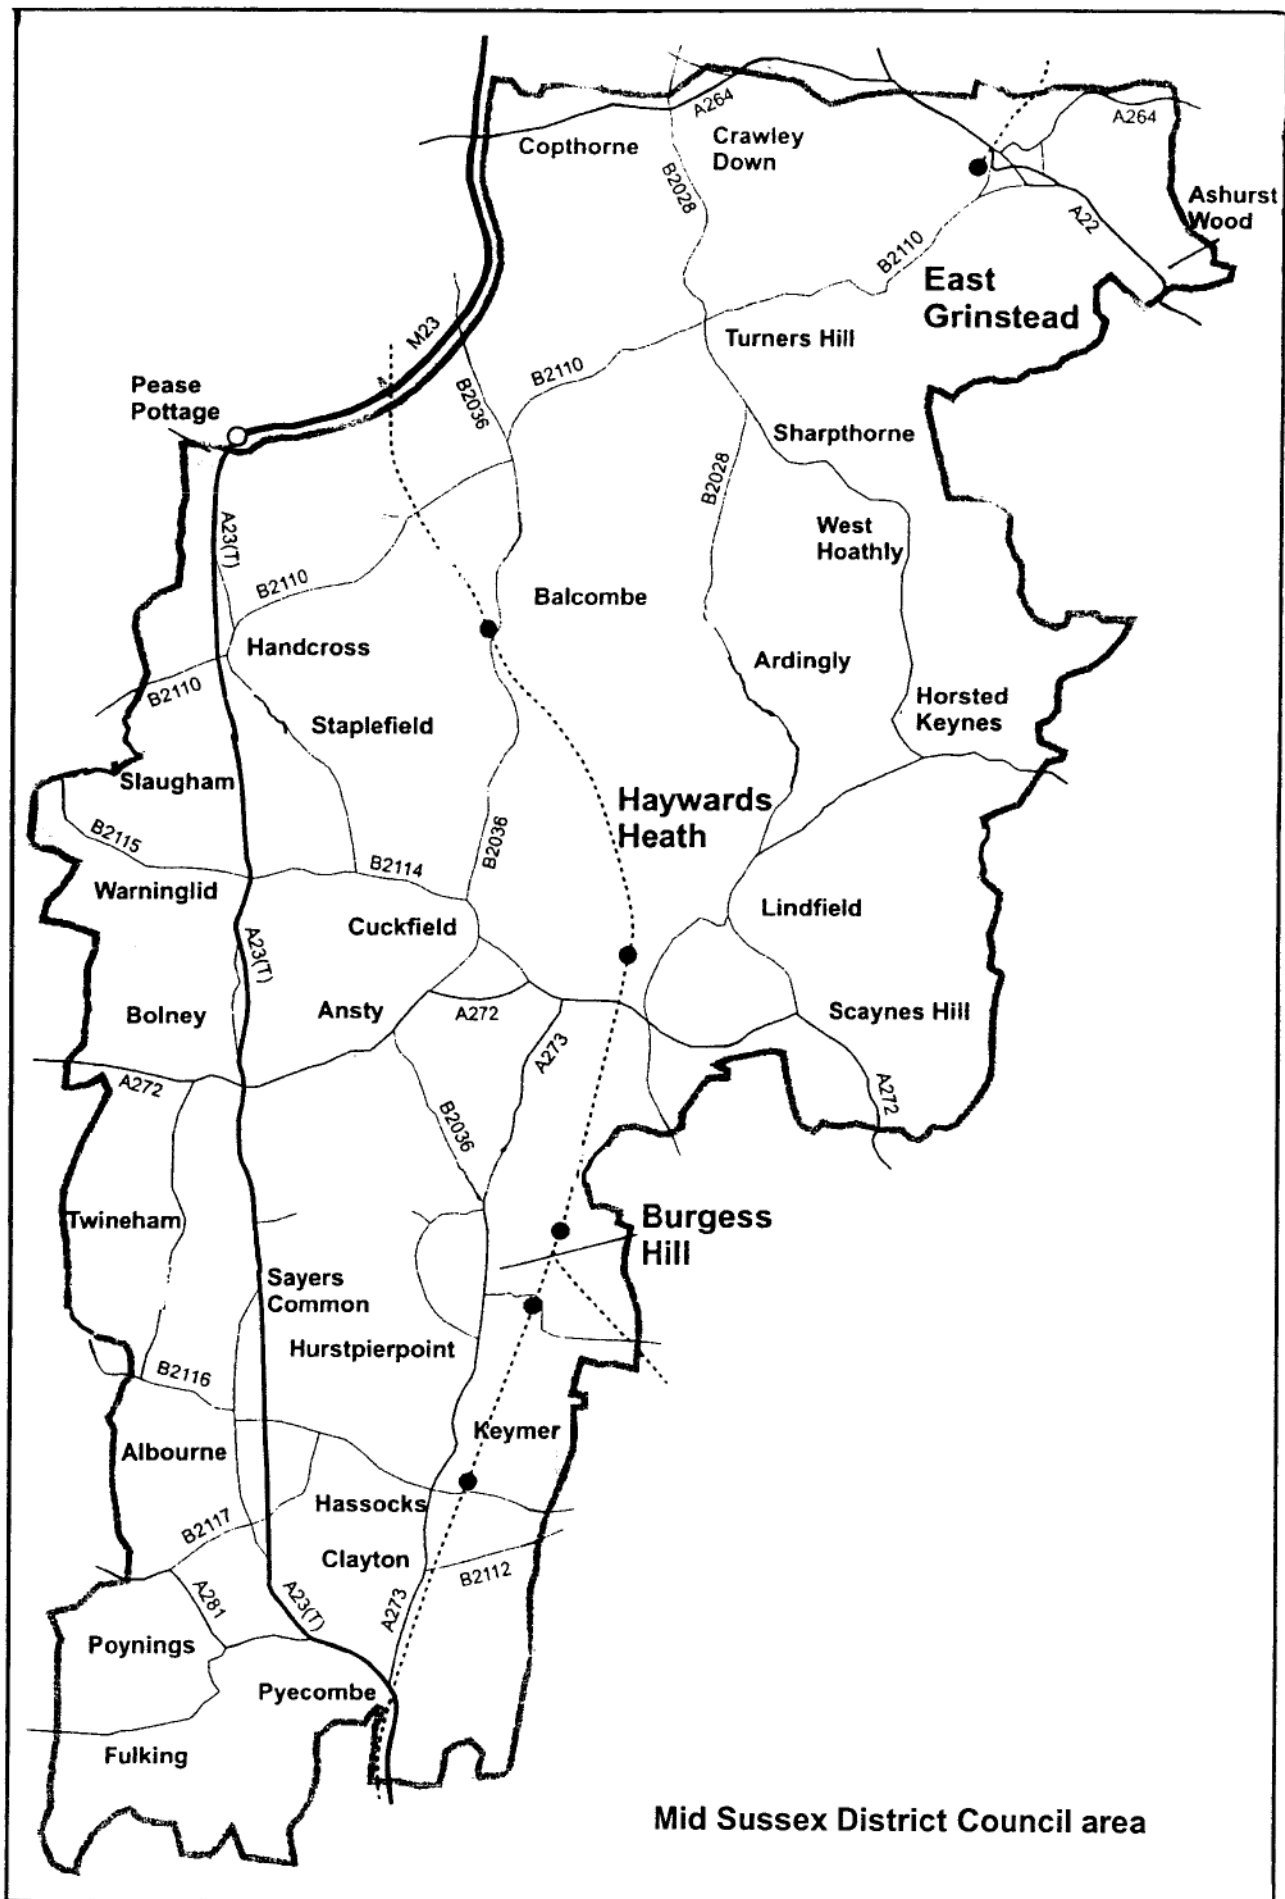 A264
A264
Copthorne
Crawley
Down
B2028
Ashurst
Wood
A22
B2110
East
Grinstead
M23
Turners Hill
Pease
Pottage
B2036
B2110
Sharpthorne
B2028
A23(T)
West
Hoathly
B2110
Balcombe
Handcross
Ardingly
B2110
Horsted
Keynes
Staplefield
Slaugham
Haywards
Heath
B2115
B2036
B2114
Warninglid
Cuckfield
Lindfield
A23(T)
Bolney
Ansty
A272
Scaynes Hill
A273
A272
A272
B2036
Twineham
Burgess
Hill
Sayers
Common
Hurstpierpoint
B2116
Keymer
Albourne
Hassocks
B2117
Clayton
B2112
A281
A23(T)
A273
Poynings
Pyecombe
Fulking
Mid Sussex District Council area